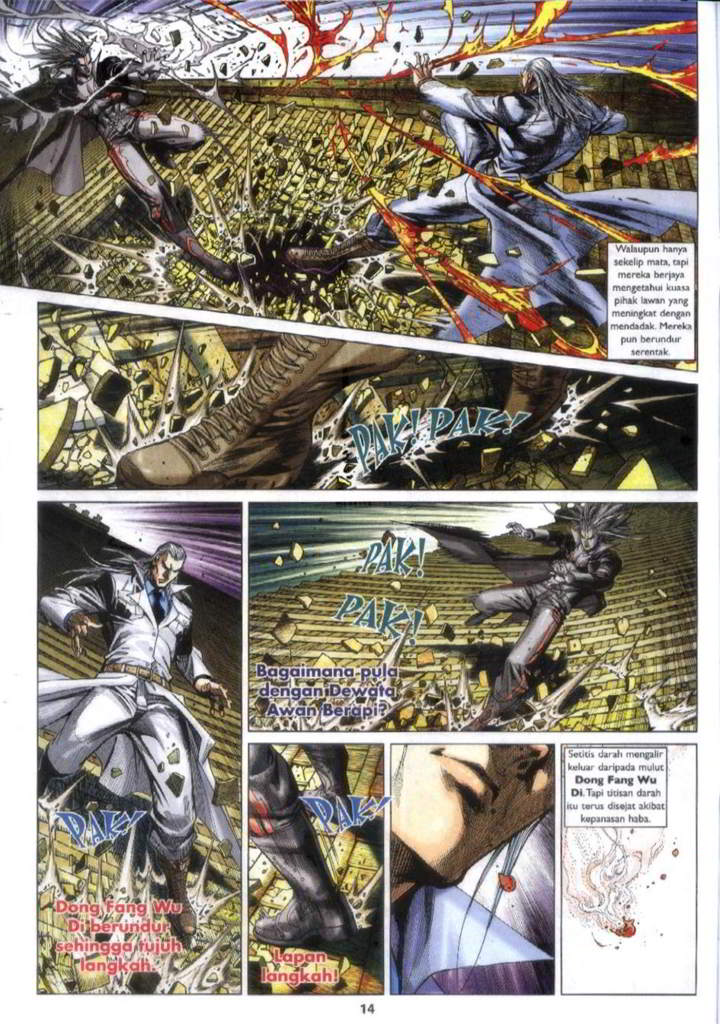 Walaupun hanya
sekelip mata, tapi
mereka berjaya
mengetahui kuasa
pihak lawan yang
meningkat dengan
mendadak. Mereka
pun berundur
serentak.
PAK! PAK!
PAK!
Dong Fang Wu
Di berundur
sehingga tujuh
langkah.
PAK!
PAK!
Bagaimana pula
dengan Dewata
Awan Berapi?
PAK!
Lapan
langkah!
Setitis darah mengalir
keluar daripada mulut
Dong Fang Wu
Di. Tapi titisan darah
itu terus disejat akibat
kepanasan haba.
14